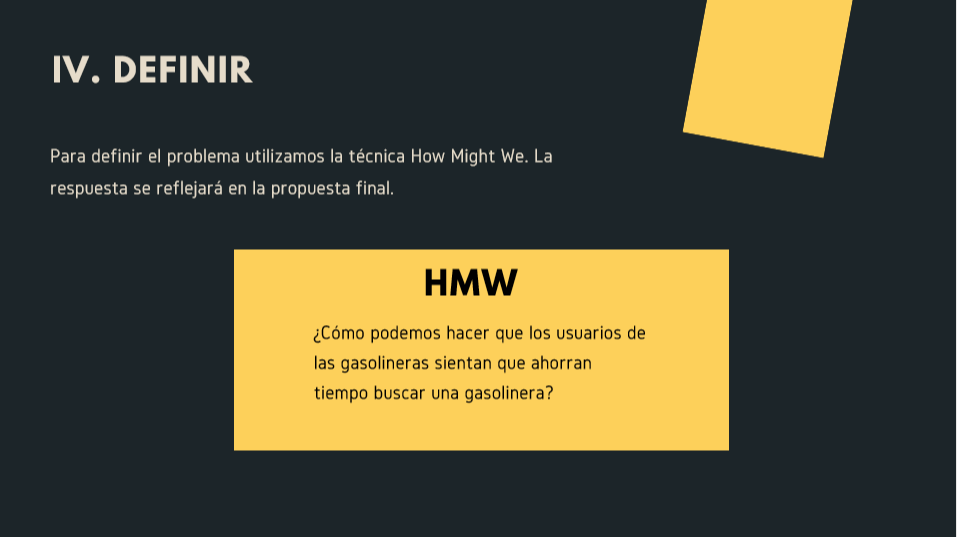 IV. DEFINIR
Para definir el problema utilizamos la técnica How Might We. La
respuesta se reflejará en la propuesta final.
HMW
¿Cómo podemos hacer que los usuarios de
las gasolineras sientan que ahorran
tiempo buscar una gasolinera?